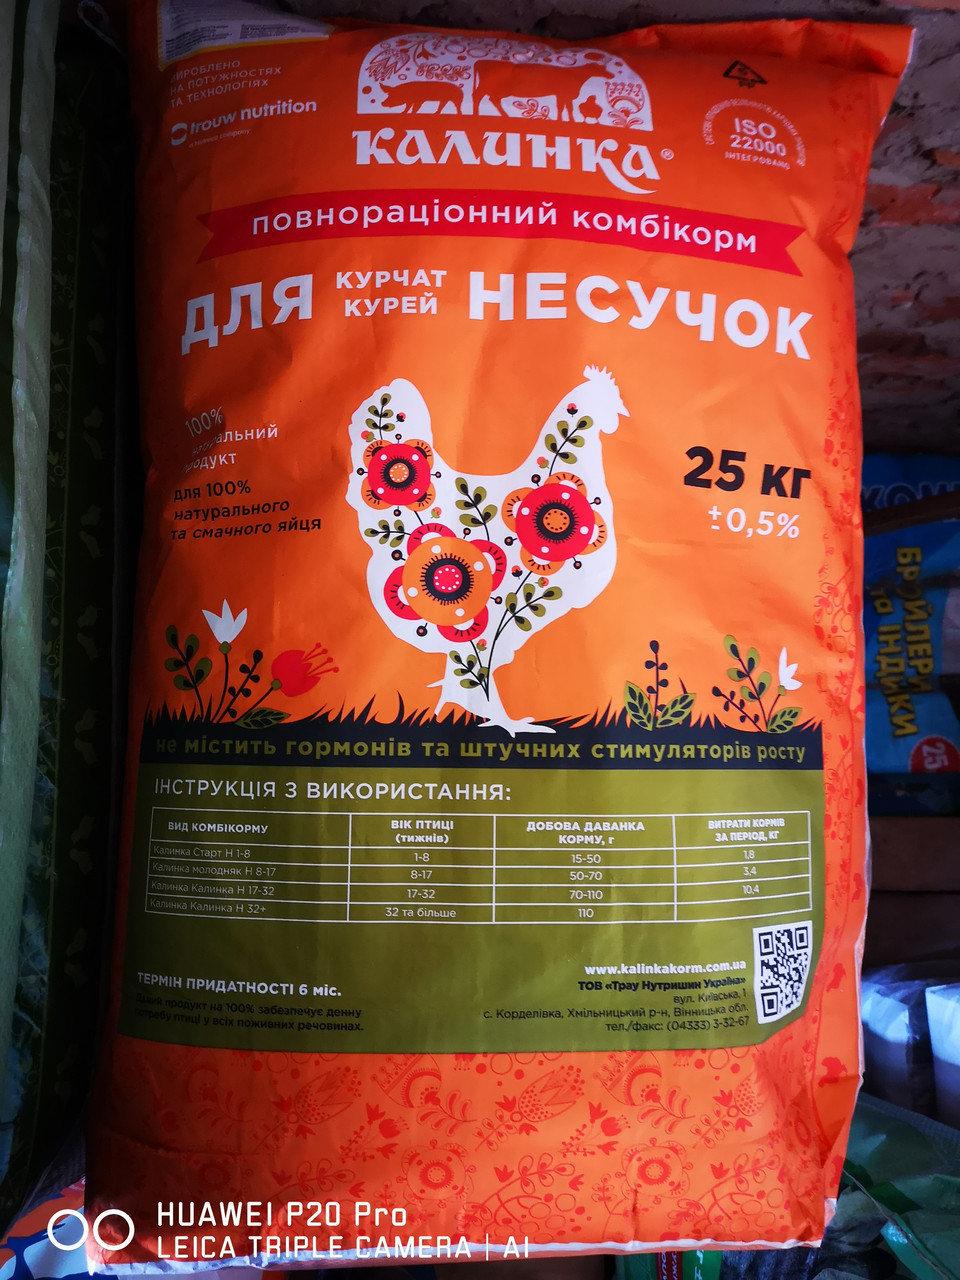 ВИРОБЛЕНО
НА ПОТУЖНОСТЯХ
ТА ТЕХНОЛОГІЯХ
trouw nutrition
a nutreco company
КАЛИНКА®
ISO
22000
ІНТЕГРОВАНО
повнораціонний комбікорм
ДЛЯ КУРЧАТ КУРЕЙ НЕСУЧОК
100%
натуральний
продукт
для 100%
натурального
та смачного яйця
25 кг
±0,5%
не містить гормонів та штучних стимуляторів росту
ІНСТРУКЦІЯ З ВИКОРИСТАННЯ:
ВИД КОМБІКОРМУ ВІК ПТИЦІ (тижнів) ДОБОВА ДАВАНКА КОРМУ, г ВИТРАТИ КОРМІВ ЗА ПЕРІОД, КГ
Калинка Старт Н 1-8 1-8 15-50 1,8
Калинка молодняк Н 8-17 8-17 50-70 3,4
Калинка Калинка Н 17-32 17-32 70-110 10,4
Калинка Калинка Н 32+ 32 та більше 110
ТЕРМІН ПРИДАТНОСТІ 6 міс.
Даний продукт на 100% забезпечує денну
потребу птиці у всіх поживних речовинах.
www.kalinkakorm.com.ua
ТОВ «Трау Нутришин Україна»
вул. Київська, 1
с. Корделівка, Хмільницький р-н, Вінницька обл.
тел./факс: (04333) 3-32-67
БРОЙЛЕРИ
ТА
ІНДИКИ
25
HUAWEI P20 Pro
LEICA TRIPLE CAMERA | AI